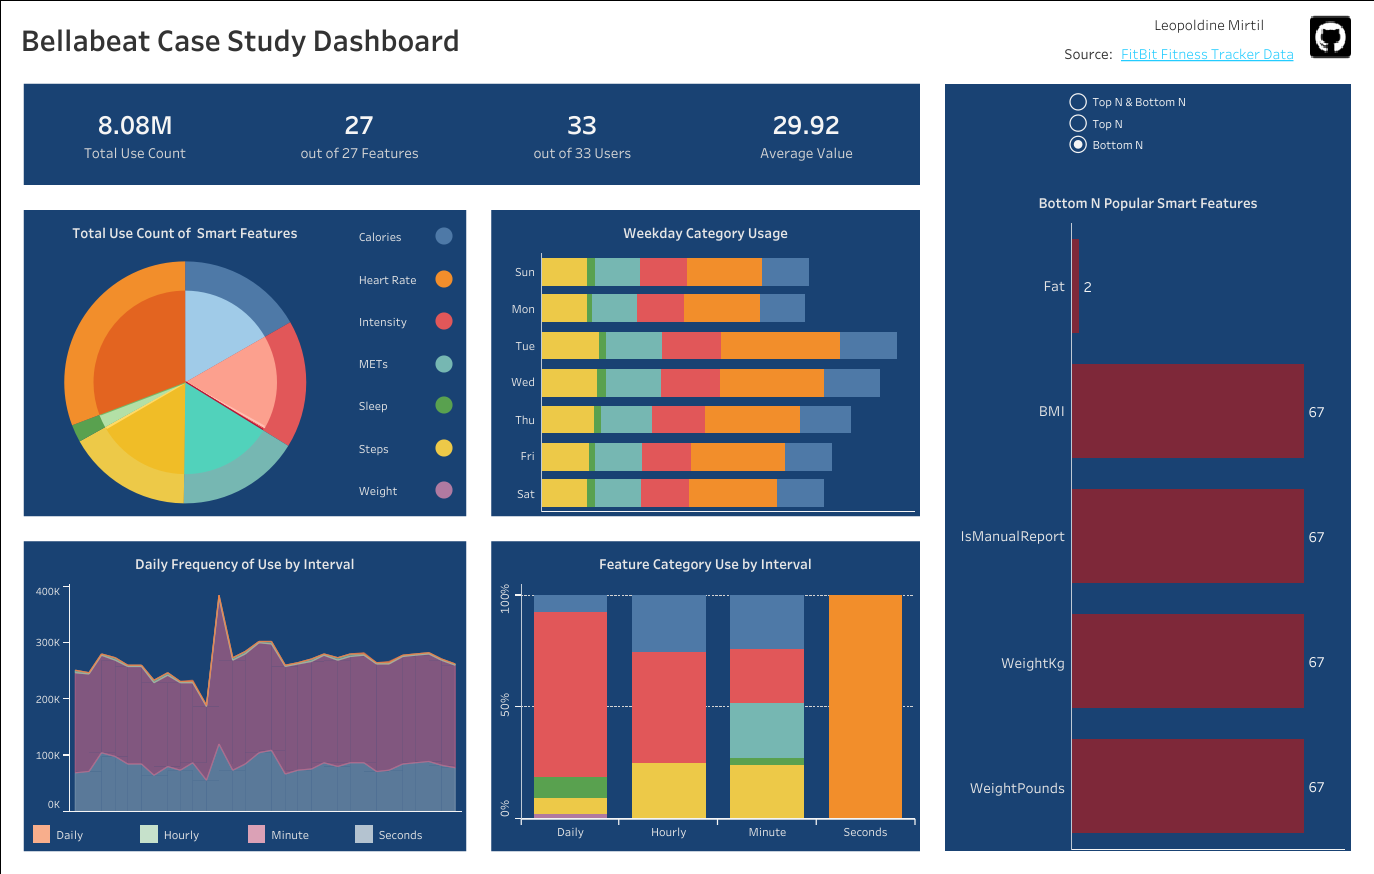 Bellabeat Case Study Dashboard
Leopoldine Mirtil
Source: FitBit Fitness Tracker Data
8.08M
Total Use Count
27
out of 27 Features
33
out of 33 Users
29.92
Average Value
Top N & Bottom N
Top N
Bottom N
Total Use Count of Smart Features
Calories
Heart Rate
Intensity
METs
Sleep
Steps
Weight
Weekday Category Usage
Sun
Mon
Tue
Wed
Thu
Fri
Sat
Daily Frequency of Use by Interval
400K
300K
200K
100K
0K
Daily
Hourly
Minute
Seconds
Feature Category Use by Interval
100%
50%
0%
Daily
Hourly
Minute
Seconds
Bottom N Popular Smart Features
Fat 2
BMI 67
IsManualReport 67
WeightKg 67
WeightPounds 67